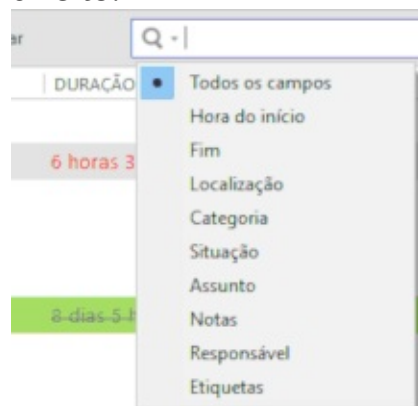 ar
DURAÇÃO
Todos os campos
Hora do início
6 horas 3
Fim
Localização
Categoria
Situação
Assunto
8 dias 5 h
Notas
Responsável
Etiquetas